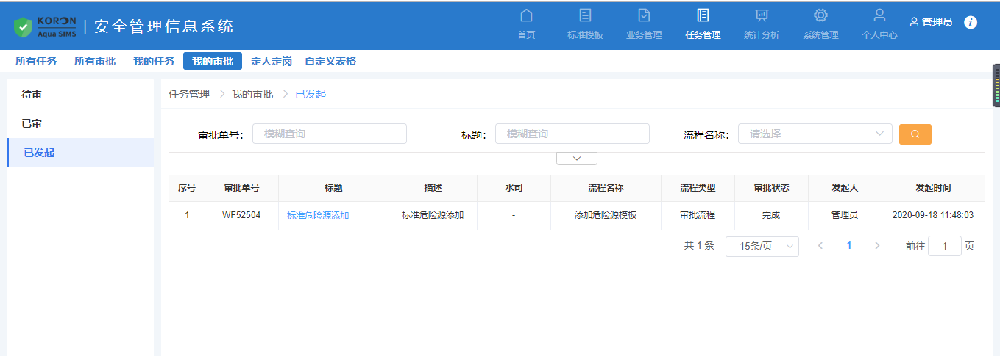 KORON
Aqua SIMS
安全管理信息系统
首页 标准模板 业务管理 任务管理 统计分析 系统管理 个人中心 管理员
所有任务 所有审批 我的任务 我的审批 定人定岗 自定义表格
待审
已审
已发起
任务管理 > 我的审批 > 已发起
审批单号： 模糊查询 标题： 模糊查询 流程名称： 请选择
序号 审批单号 标题 描述 水司 流程名称 流程类型 审批状态 发起人 发起时间
1 WF52504 标准危险源添加 标准危险源添加 - 添加危险源模板 审批流程 完成 管理员 2020-09-18 11:48:03
共 1 条 15条/页 < 1 > 前往 1 页